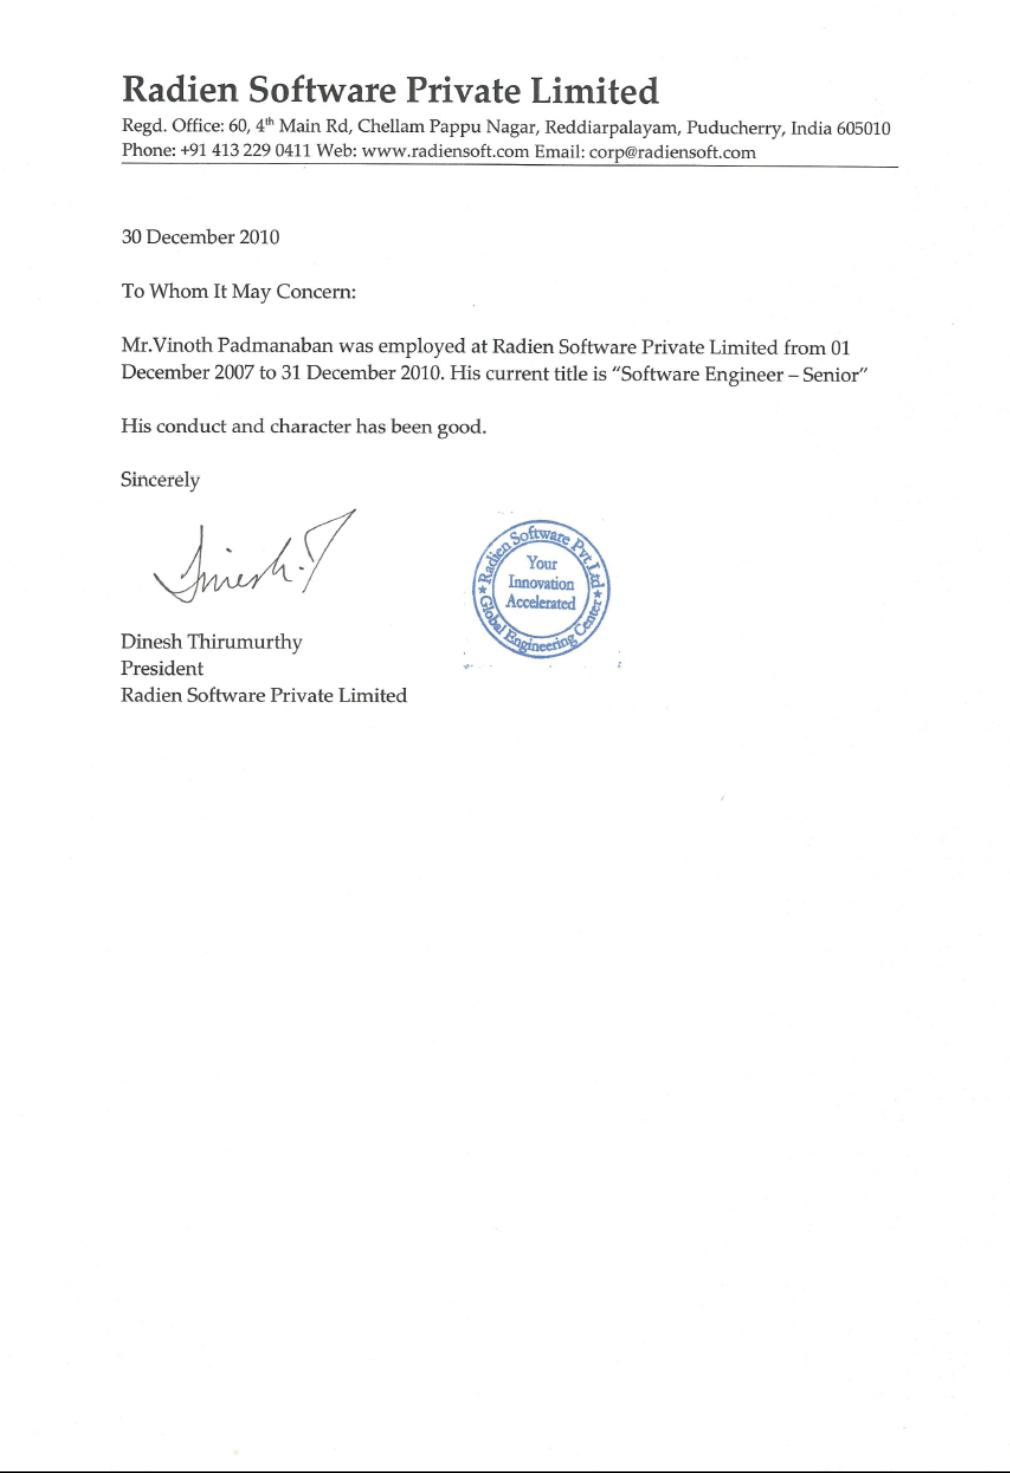 Radien Software Private Limited
Regd. Office: 60, 4th Main Rd, Chellam Pappu Nagar, Reddiarpalayam, Puducherry, India 605010
Phone: +91 413 229 0411 Web: www.radiensoft.com Email: corp@radiensoft.com
30 December 2010
To Whom It May Concern:
Mr.Vinoth Padmanaban was employed at Radien Software Private Limited from 01
December 2007 to 31 December 2010. His current title is “Software Engineer – Senior”
His conduct and character has been good.
Sincerely
Dinesh.T
Radien Software Pvt.Ltd
Your
Innovation
Accelerated
Global Engineering Center
Dinesh Thirumurthy
President
Radien Software Private Limited